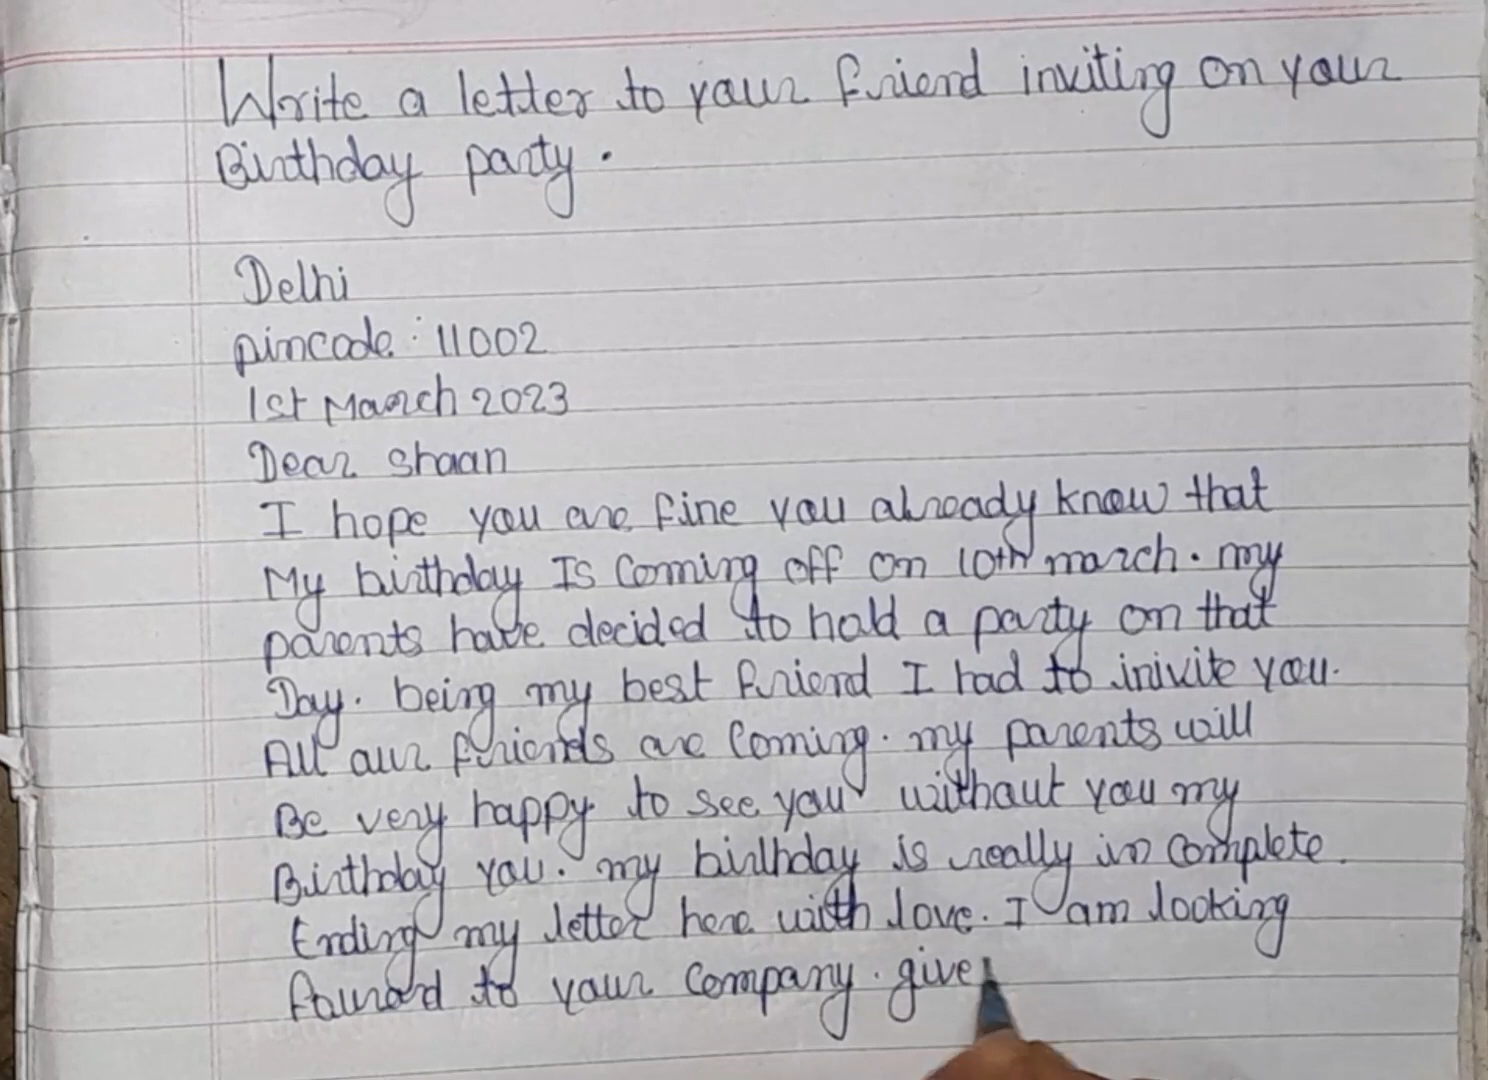 Write a letter to your friend inviting on your
Birthday party.
Delhi
pincode : 11002
1st March 2023
Dear shaan
I hope you are fine you already know that
My birthday Is Coming off on 10th march. my
parents have decided to hold a party on that
Day. being my best friend I had to inivite you.
All our friends are Coming. my parents will
Be very happy to see you without you my
Birthday you. my birthday is really in complete.
Ending my letter here with love. I am looking
forward to your Company. give